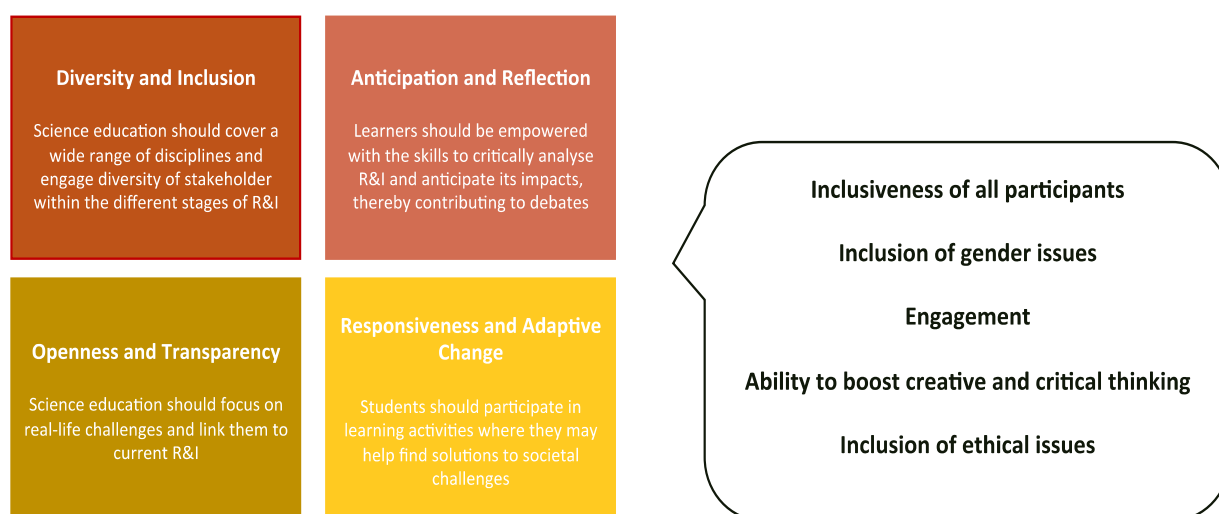 Diversity and Inclusion
Science education should cover a
wide range of disciplines and
engage diversity of stakeholder
within the different stages of R&I
Anticipation and Reflection
Learners should be empowered
with the skills to critically analyse
R&I and anticipate its impacts,
thereby contributing to debates
Openness and Transparency
Science education should focus on
real-life challenges and link them to
current R&I
Responsiveness and Adaptive
Change
Students should participate in
learning activities where they may
help find solutions to societal
challenges
Inclusiveness of all participants
Inclusion of gender issues
Engagement
Ability to boost creative and critical thinking
Inclusion of ethical issues